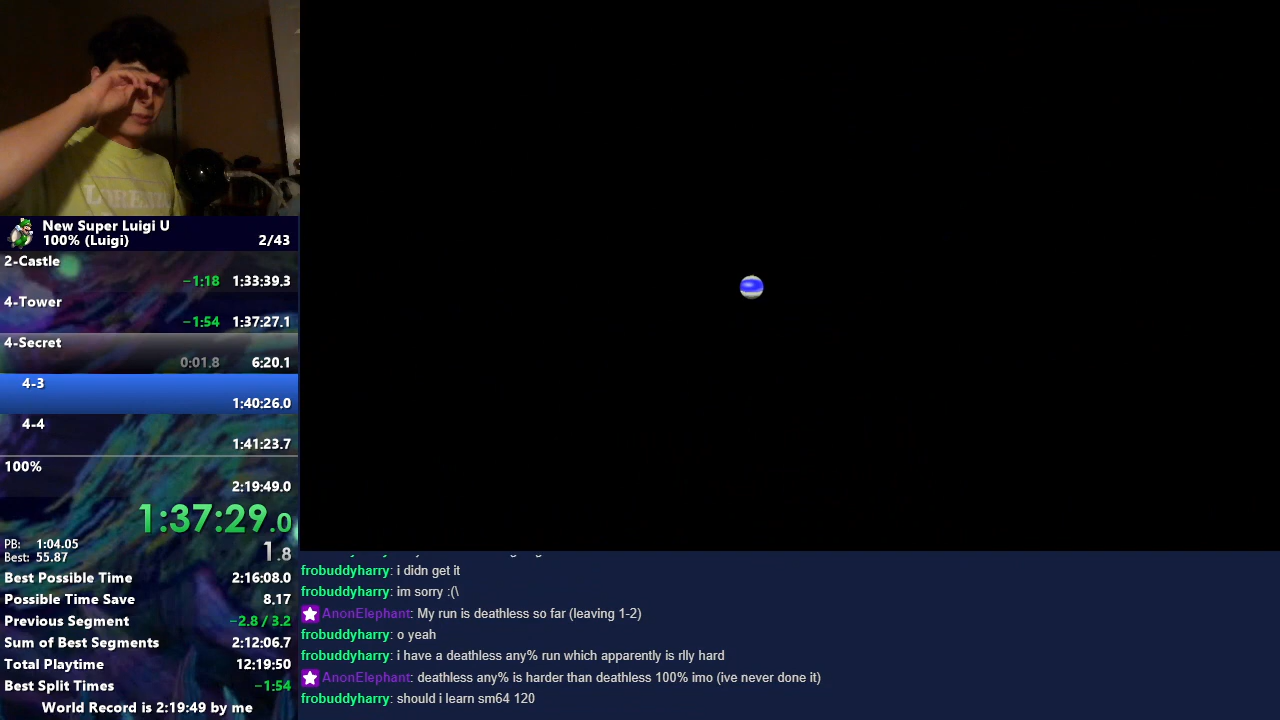 LOREN
New Super Luigi U
100% (Luigi) 2/43
2-Castle
−1:18 1:33:39.3
4-Tower
−1:54 1:37:27.1
4-Secret
0:01.8 6:20.1
4-3
1:40:26.0
4-4
1:41:23.7
100%
2:19:49.0
1:37:29.0
PB: 1:04.05
Best: 55.87
1.8
Best Possible Time 2:16:08.0
Possible Time Save 8.17
Previous Segment −2.8 / 3.2
Sum of Best Segments 2:12:06.7
Total Playtime 12:19:50
Best Split Times −1:54
World Record is 2:19:49 by me
frobuddyharry: i didn get it
frobuddyharry: im sorry :(\
AnonElephant: My run is deathless so far (leaving 1-2)
frobuddyharry: o yeah
frobuddyharry: i have a deathless any% run which apparently is rlly hard
AnonElephant: deathless any% is harder than deathless 100% imo (ive never done it)
frobuddyharry: should i learn sm64 120